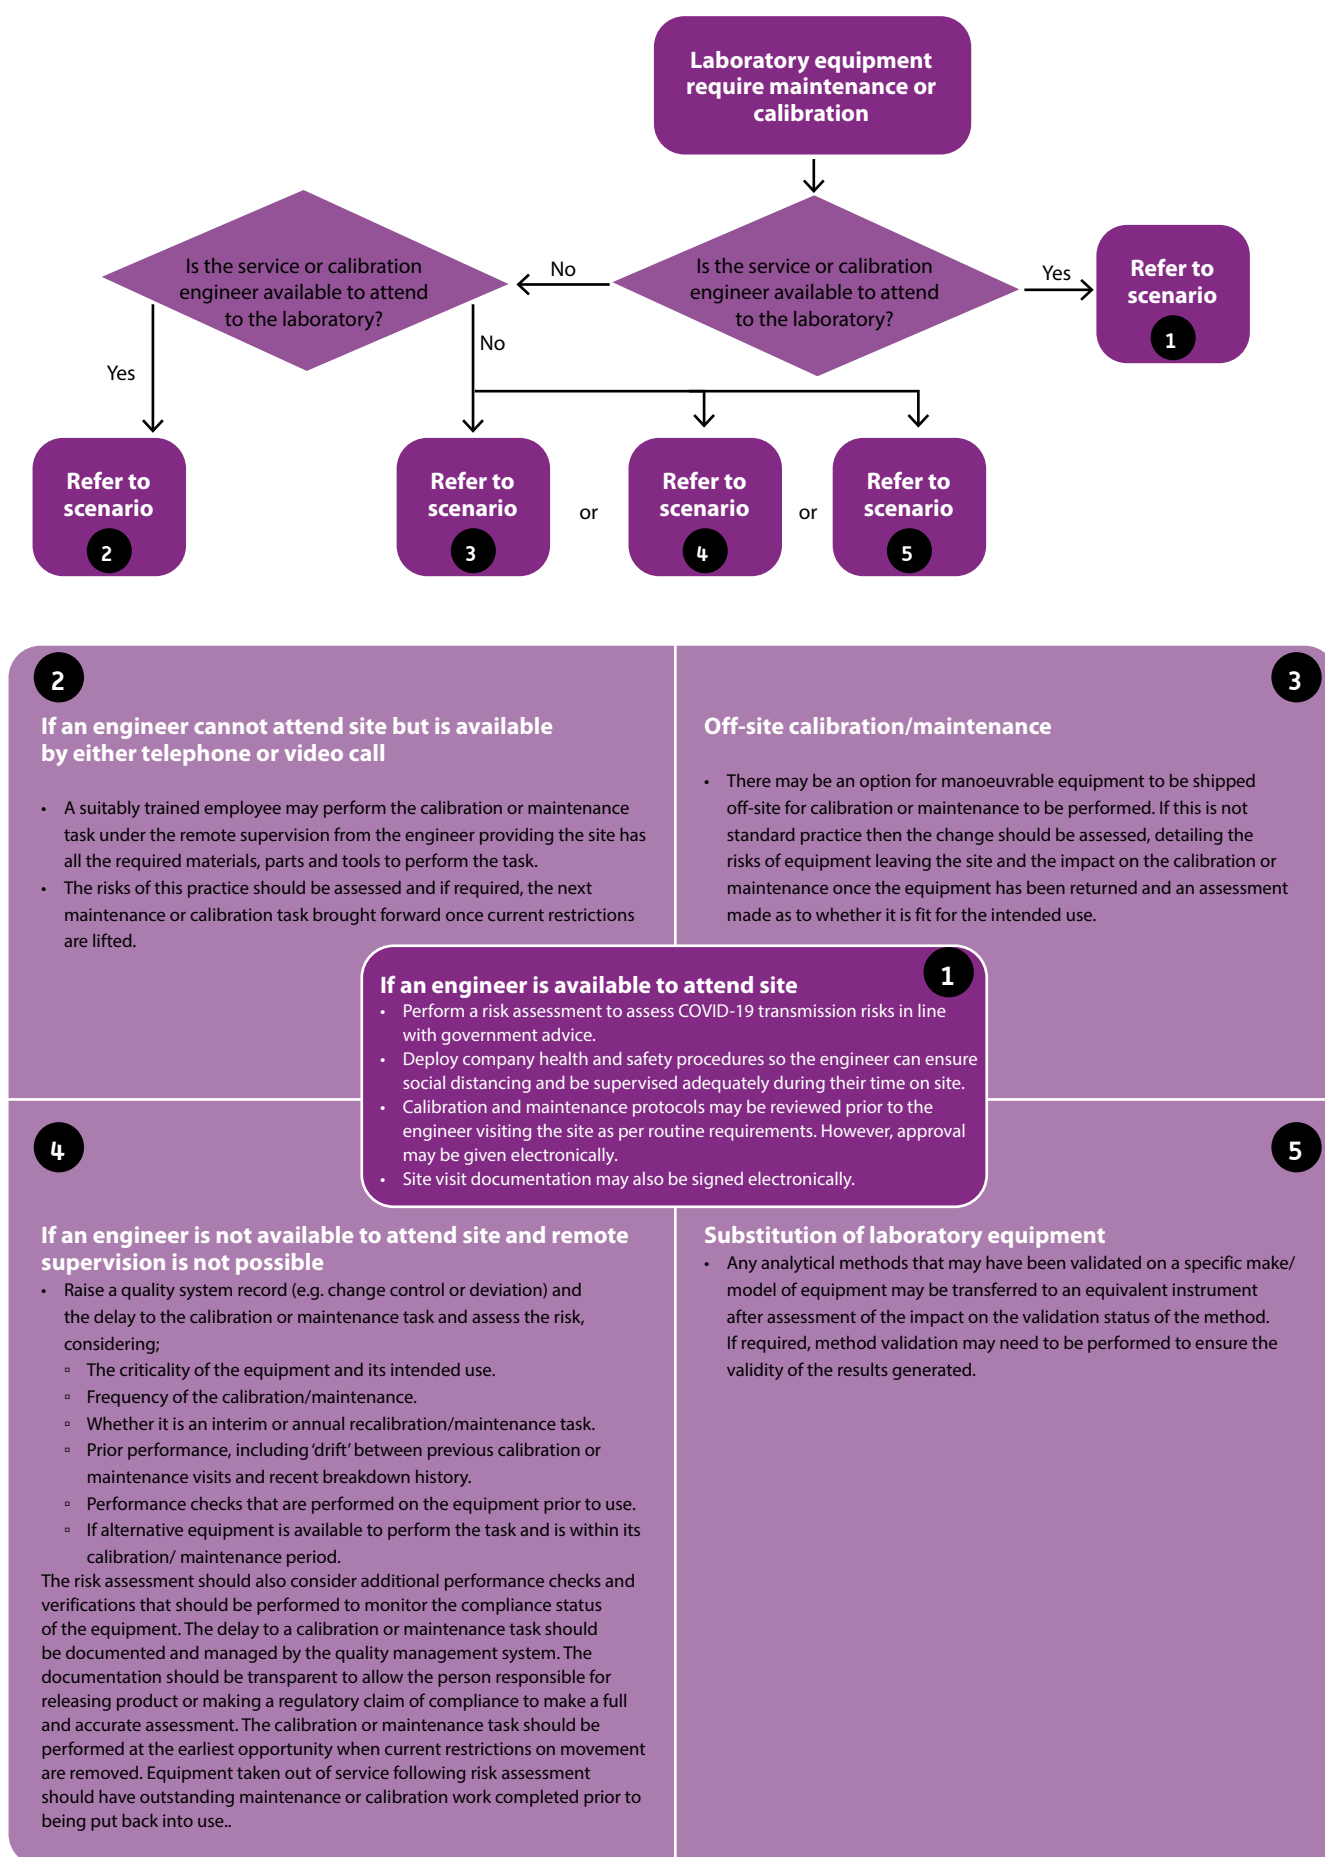 Laboratory equipment
require maintenance or
calibration
Is the service or calibration
engineer available to attend
to the laboratory?
No
Is the service or calibration
engineer available to attend
to the laboratory?
Yes
Refer to
scenario
1
Yes
No
Refer to
scenario
2
Refer to
scenario
3
or
Refer to
scenario
4
or
Refer to
scenario
5
2
If an engineer cannot attend site but is available
by either telephone or video call
• A suitably trained employee may perform the calibration or maintenance
task under the remote supervision from the engineer providing the site has
all the required materials, parts and tools to perform the task.
• The risks of this practice should be assessed and if required, the next
maintenance or calibration task brought forward once current restrictions
are lifted.
3
Off-site calibration/maintenance
• There may be an option for manoeuvrable equipment to be shipped
off-site for calibration or maintenance to be performed. If this is not
standard practice then the change should be assessed, detailing the
risks of equipment leaving the site and the impact on the calibration or
maintenance once the equipment has been returned and an assessment
made as to whether it is fit for the intended use.
1
If an engineer is available to attend site
• Perform a risk assessment to assess COVID-19 transmission risks in line
with government advice.
• Deploy company health and safety procedures so the engineer can ensure
social distancing and be supervised adequately during their time on site.
• Calibration and maintenance protocols may be reviewed prior to the
engineer visiting the site as per routine requirements. However, approval
may be given electronically.
• Site visit documentation may also be signed electronically.
4
If an engineer is not available to attend site and remote
supervision is not possible
• Raise a quality system record (e.g. change control or deviation) and
the delay to the calibration or maintenance task and assess the risk,
considering;
▫ The criticality of the equipment and its intended use.
▫ Frequency of the calibration/maintenance.
▫ Whether it is an interim or annual recalibration/maintenance task.
▫ Prior performance, including ‘drift’ between previous calibration or
maintenance visits and recent breakdown history.
▫ Performance checks that are performed on the equipment prior to use.
▫ If alternative equipment is available to perform the task and is within its
calibration/ maintenance period.
The risk assessment should also consider additional performance checks and
verifications that should be performed to monitor the compliance status
of the equipment. The delay to a calibration or maintenance task should
be documented and managed by the quality management system. The
documentation should be transparent to allow the person responsible for
releasing product or making a regulatory claim of compliance to make a full
and accurate assessment. The calibration or maintenance task should be
performed at the earliest opportunity when current restrictions on movement
are removed. Equipment taken out of service following risk assessment
should have outstanding maintenance or calibration work completed prior to
being put back into use..
5
Substitution of laboratory equipment
• Any analytical methods that may have been validated on a specific make/
model of equipment may be transferred to an equivalent instrument
after assessment of the impact on the validation status of the method.
If required, method validation may need to be performed to ensure the
validity of the results generated.